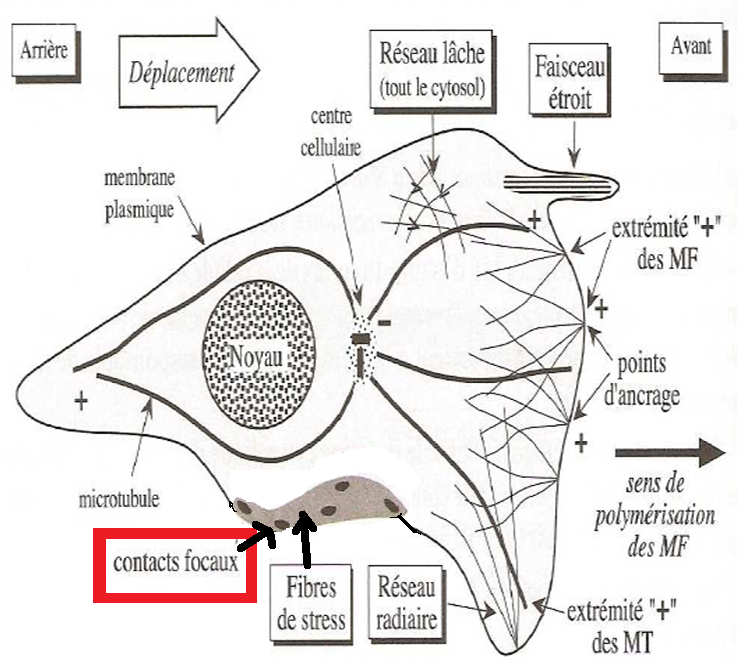 Arrière
Déplacement
Réseau lâche
(tout le cytosol)
Faisceau
étroit
Avant
centre
cellulaire
membrane
plasmique
+
extrémité "+"
des MF
+
-
Noyau
points
d'ancrage
+
+
microtubule
sens de
polymérisation
des MF
contacts focaux
Fibres
de stress
Réseau
radiaire
extrémité "+"
des MT